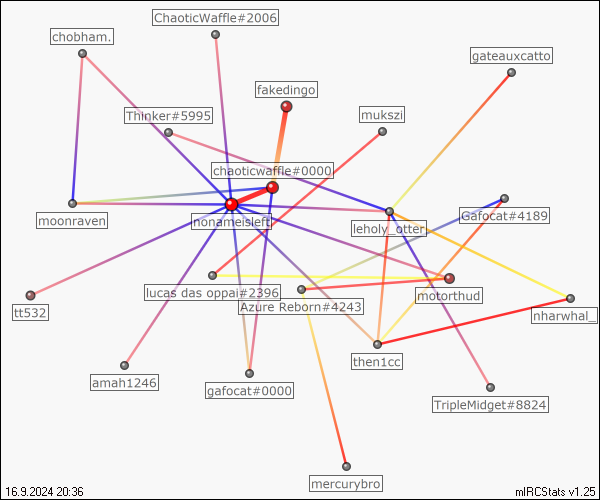 ChaoticWaffle#2006
chobham.
gateauxcatto
fakedingo
Thinker#5995
mukszi
chaoticwaffle#0000
moonraven
nonameisleft
leholy_otter
Gafocat#4189
lucas das oppai#2396
motorthud
tt532
Azure Reborn#4243
nharwhal_
then1cc
amah1246
gafocat#0000
TripleMidget#8824
mercurybro
16.9.2024 20:36
mIRCStats v1.25